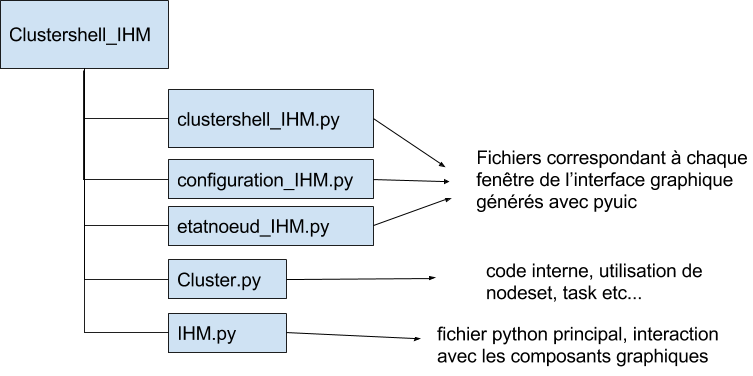 Clustershell_IHM
clustershell_IHM.py
configuration_IHM.py
etatnoeud_IHM.py
Fichiers correspondant à chaque
fenêtre de l’interface graphique
générés avec pyuic
Cluster.py
code interne, utilisation de
nodeset, task etc...
IHM.py
fichier python principal, interaction
avec les composants graphiques